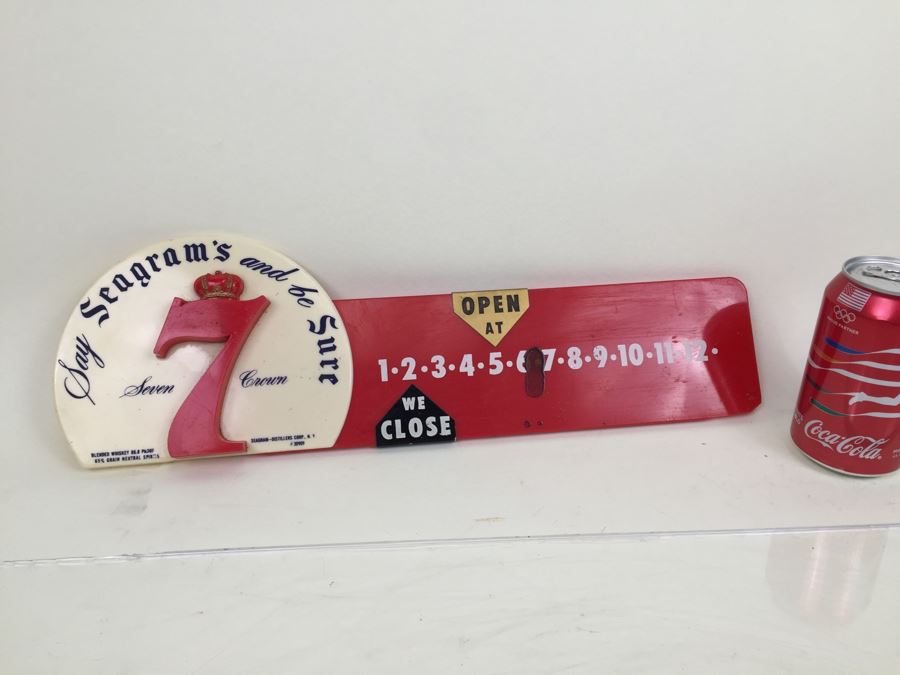 Say Seagram's and be Sure
7
Seven Crown
BLENDED WHISKEY 86.8 PROOF
65% GRAIN NEUTRAL SPIRITS
SEAGRAM-DISTILLERS CORP., N.Y.
OPEN
AT
1·2·3·4·5·6·7·8·9·10·11·12·
WE
CLOSE
PARTNER
Coca-Cola